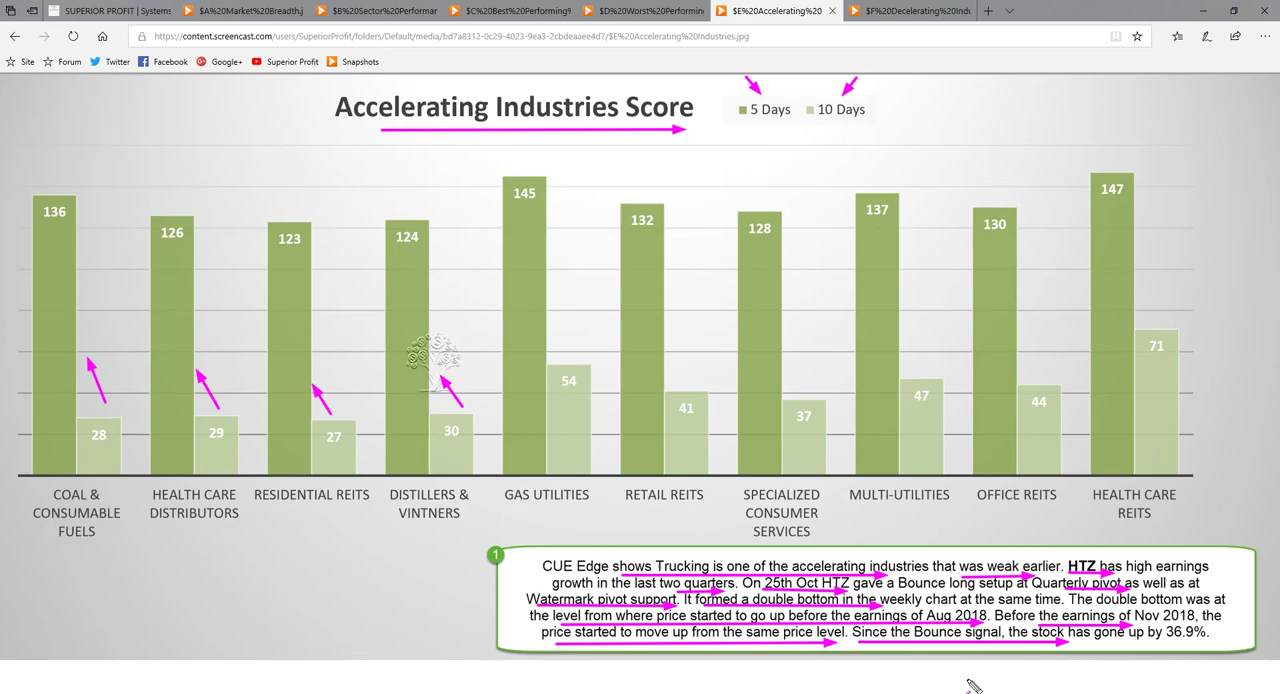 SUPERIOR PROFIT | Systems
$A%20Market%20Breadth.j
$B%20Sector%20Performar
$C%20Best%20Performing9
$D%20Worst%20Performing
$E%20Accelerating%20
$F%20Decelerating%20Indu
https://content.screencast.com/users/SuperiorProfit/folders/Default/media/bd7a8312-0c29-4023-9ea3-2cbdeaaee4d7/$E%20Accelerating%20Industries.jpg
Site Forum Twitter Facebook Google+ Superior Profit Snapshots
Accelerating Industries Score
5 Days 10 Days
136 28 126 29 123 27 124 30 145 54 132 41 128 37 137 47 130 44 147 71
COAL & CONSUMABLE FUELS
HEALTH CARE DISTRIBUTORS
RESIDENTIAL REITS
DISTILLERS & VINTNERS
GAS UTILITIES
RETAIL REITS
SPECIALIZED CONSUMER SERVICES
MULTI-UTILITIES
OFFICE REITS
HEALTH CARE REITS
1
CUE Edge shows Trucking is one of the accelerating industries that was weak earlier. HTZ has high earnings
growth in the last two quarters. On 25th Oct HTZ gave a Bounce long setup at Quarterly pivot as well as at
Watermark pivot support. It formed a double bottom in the weekly chart at the same time. The double bottom was at
the level from where price started to go up before the earnings of Aug 2018. Before the earnings of Nov 2018, the
price started to move up from the same price level. Since the Bounce signal, the stock has gone up by 36.9%.